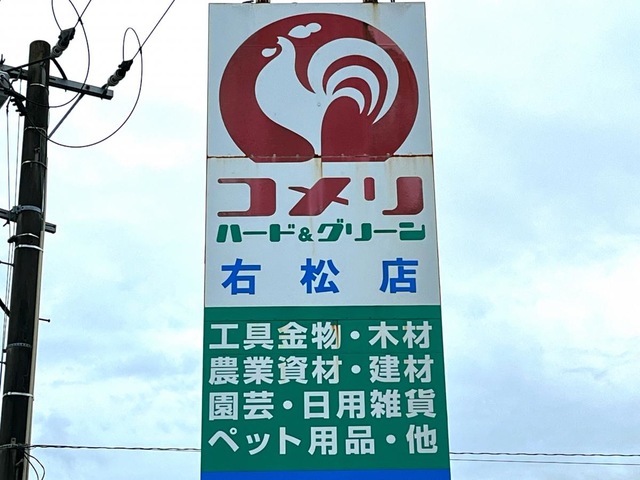 コメリ
ハード&グリーン
右松店
工具金物・木材
農業資材・建材
園芸・日用雑貨
ペット用品・他